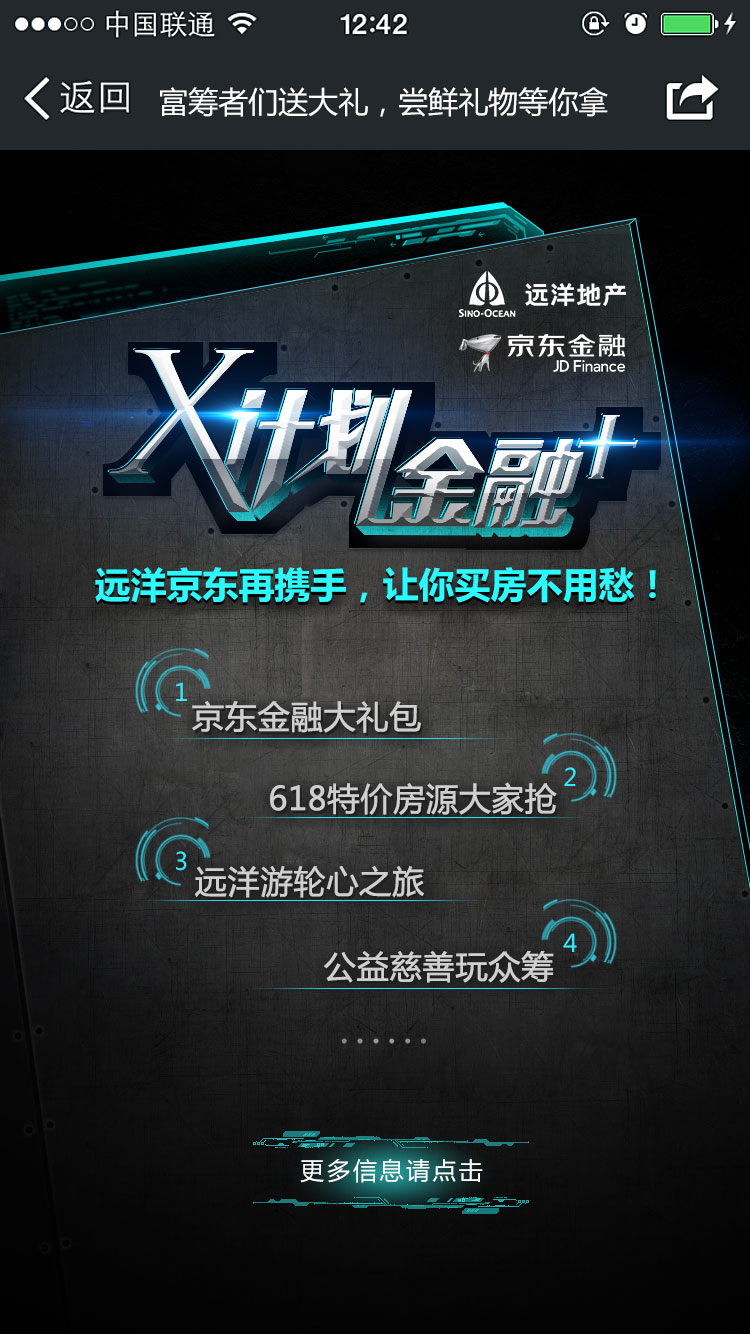 中国联通
12:42
返回
富筹者们送大礼，尝鲜礼物等你拿
SINO-OCEAN
远洋地产
京东金融
JD Finance
X计划
金融+
远洋京东再携手，让你买房不用愁！
1
京东金融大礼包
2
618特价房源大家抢
3
远洋游轮心之旅
4
公益慈善玩众筹
......
更多信息请点击